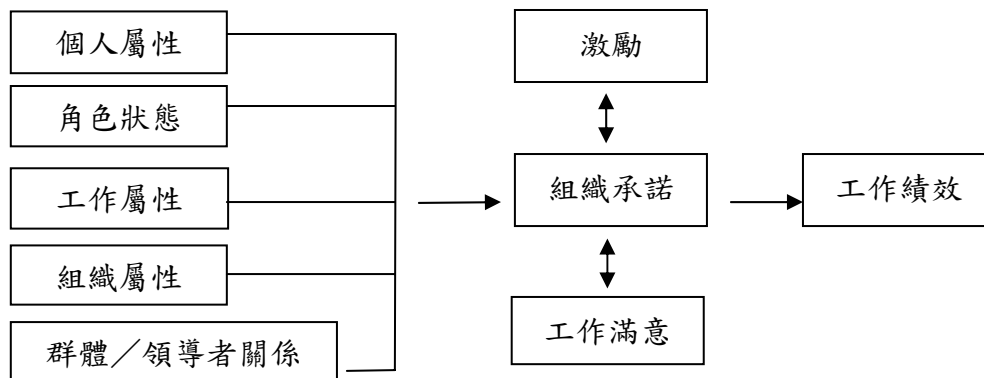 個人屬性
角色狀態
工作屬性
組織屬性
群體／領導者關係
激勵
組織承諾
工作滿意
工作績效